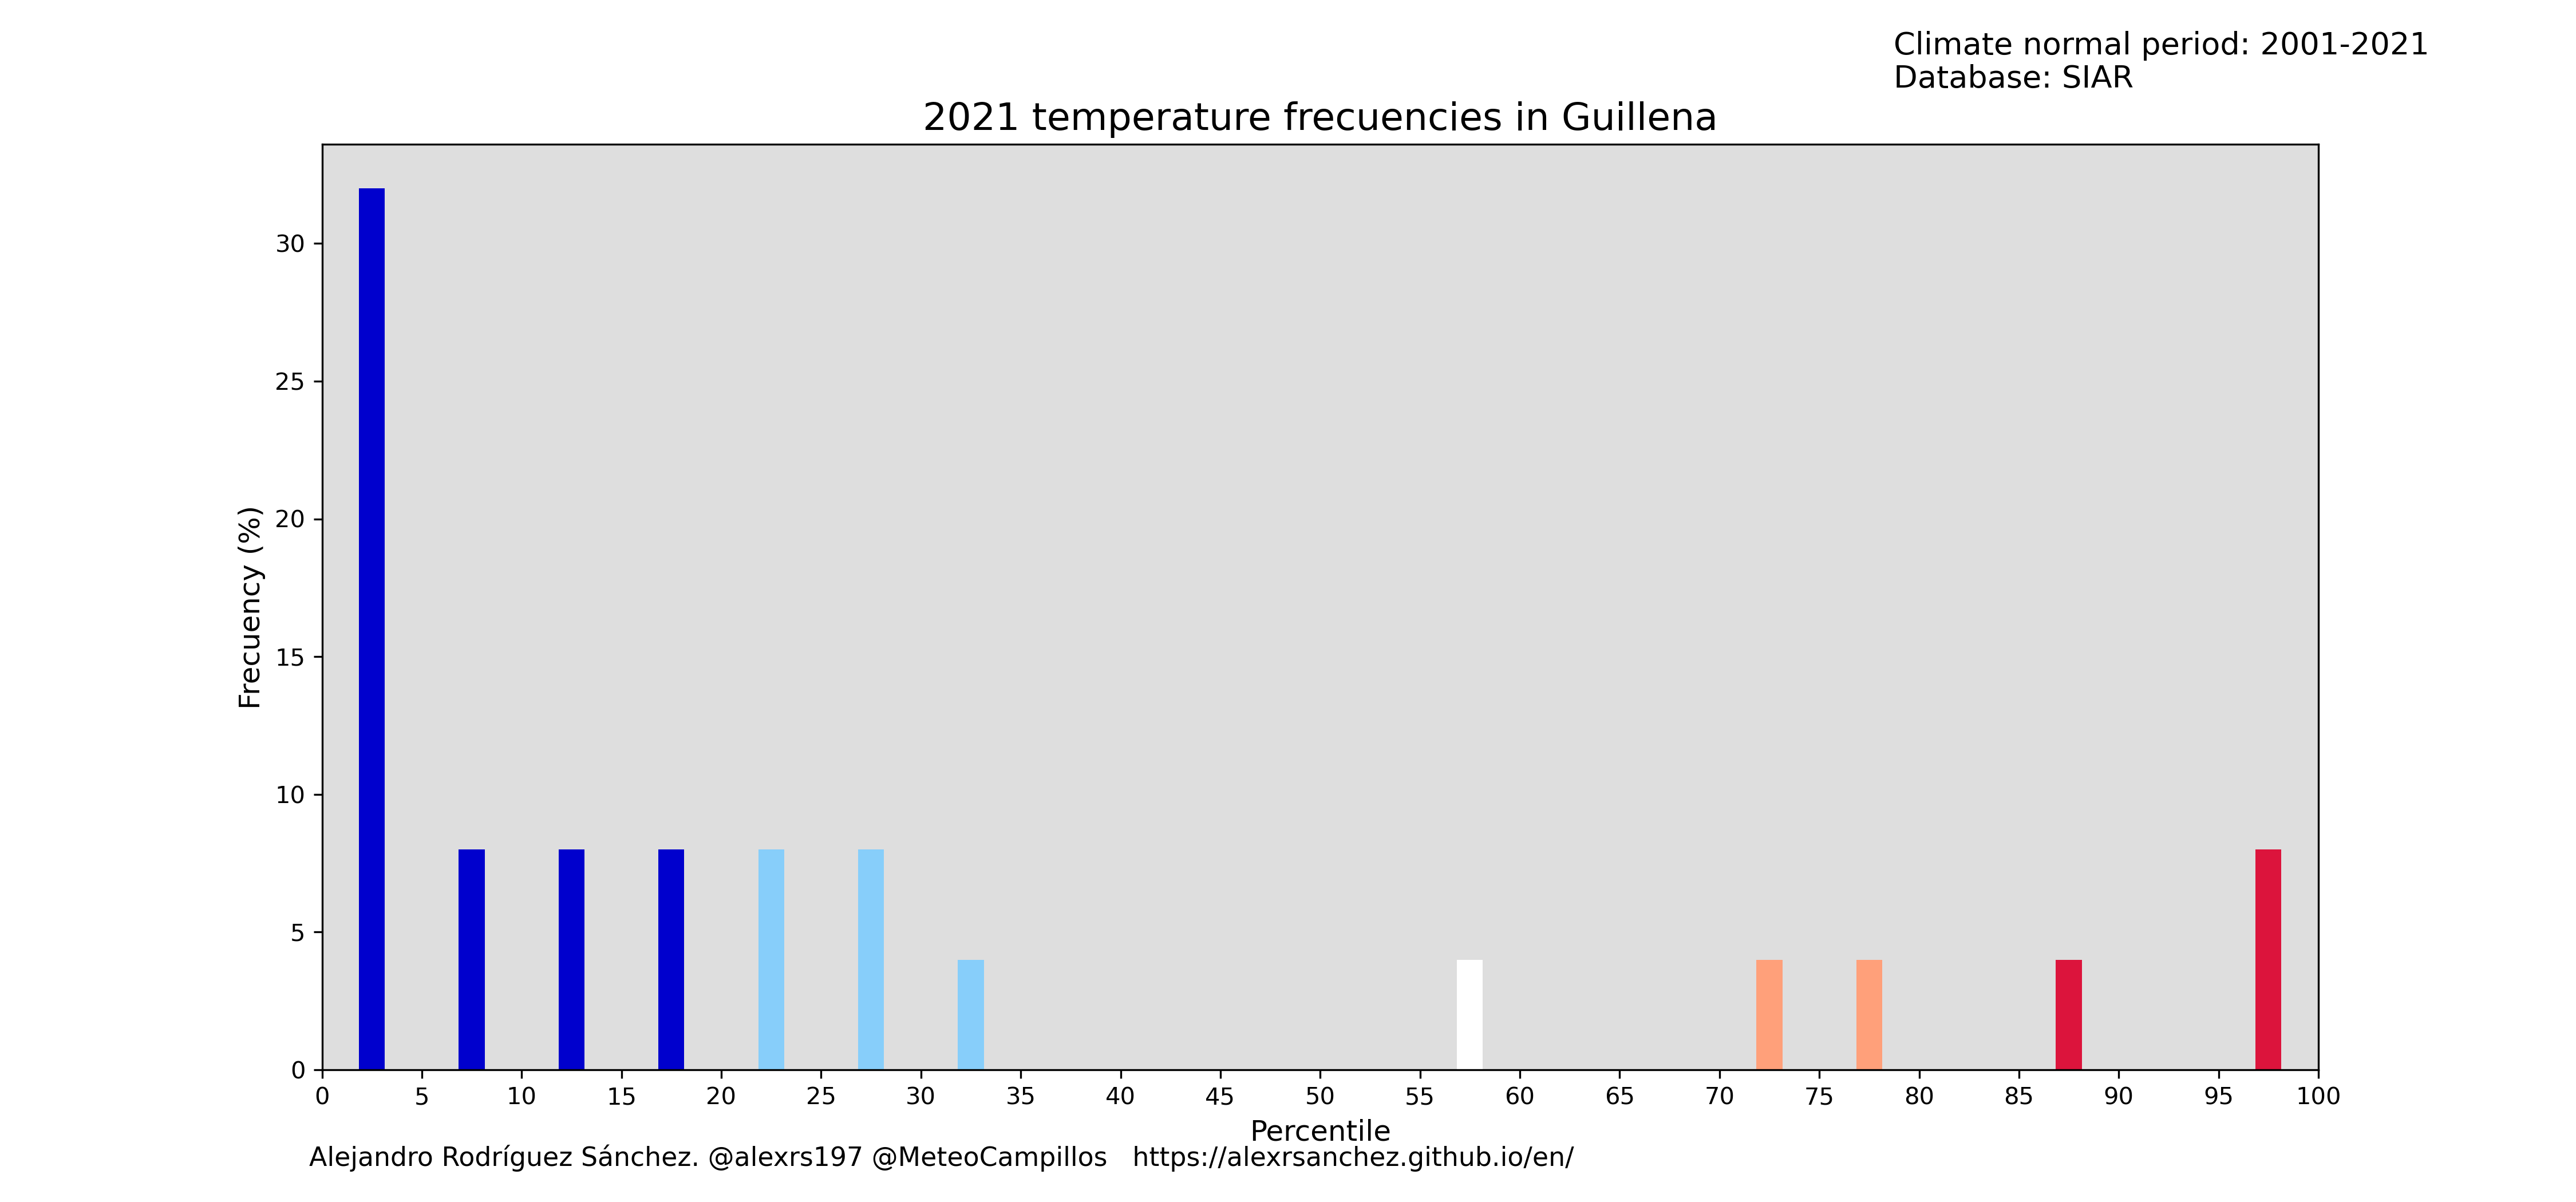 Climate normal period: 2001-2021
Database: SIAR
2021 temperature frecuencies in Guillena
Frecuency (%)
30
25
20
15
10
5
0
0 5 10 15 20 25 30 35 40 45 50 55 60 65 70 75 80 85 90 95 100
Percentile
Alejandro Rodríguez Sánchez. @alexrs197 @MeteoCampillos https://alexrsanchez.github.io/en/